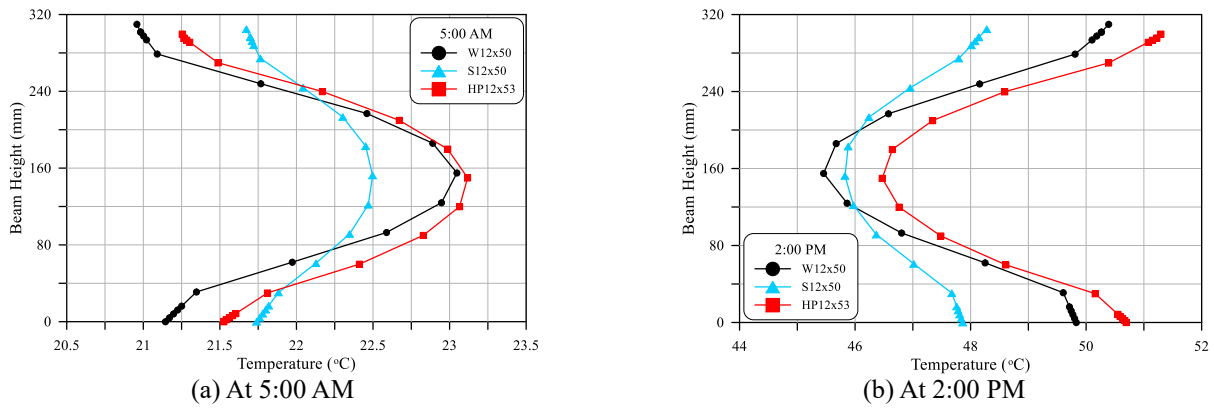 320
240
160
80
0
Beam Height (mm)
5:00 AM
W12x50
S12x50
HP12x53
20.5 21 21.5 22 22.5 23 23.5
Temperature (°C)
(a) At 5:00 AM
320
240
160
80
0
Beam Height (mm)
2:00 PM
W12x50
S12x50
HP12x53
44 46 48 50 52
Temperature (°C)
(b) At 2:00 PM